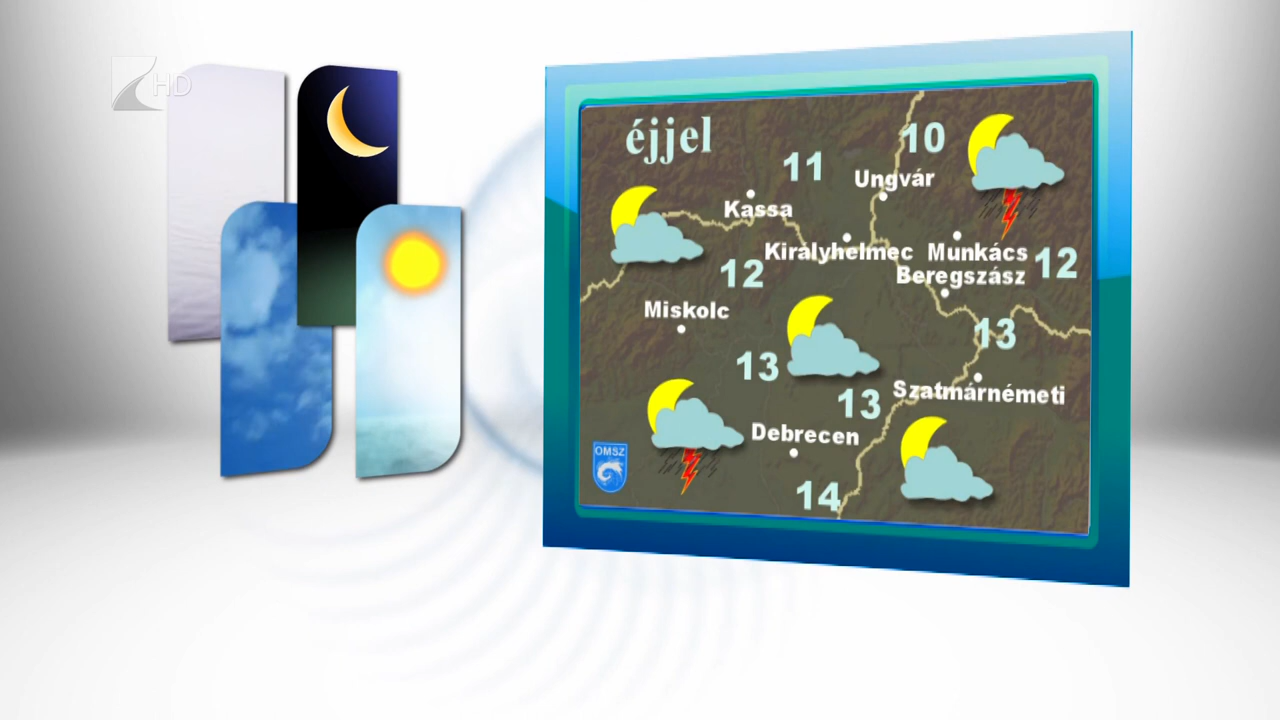 HD
éjjel
10
11
Ungvár
Kassa
Királyhelmec
Munkács
12
Beregszász
12
Miskolc
13
13
13
Szatmárnémeti
Debrecen
OMSZ
14